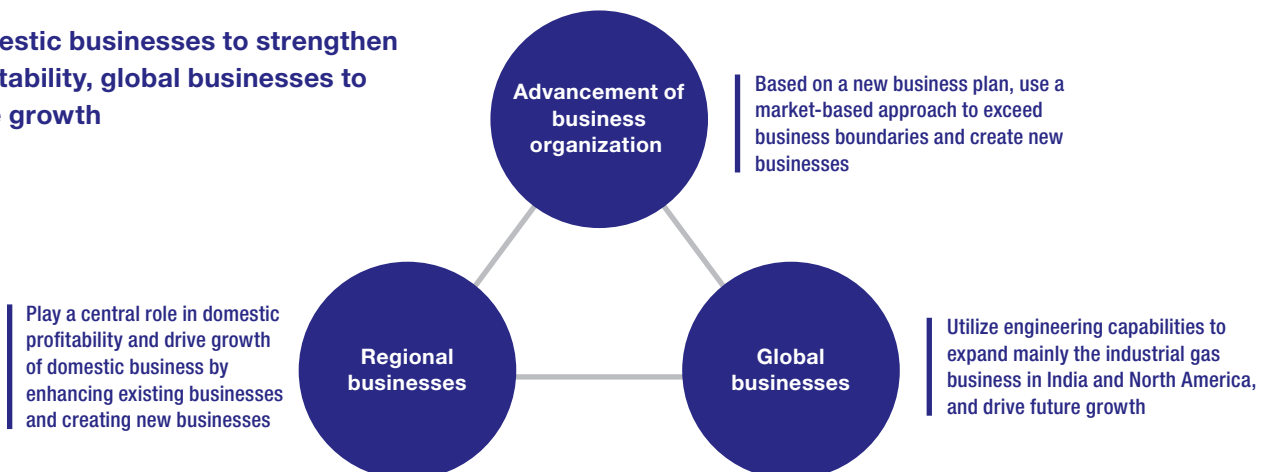 estic businesses to strengthen
tability, global businesses to
growth
Advancement of
business
organization
Based on a new business plan, use a
market-based approach to exceed
business boundaries and create new
businesses
Play a central role in domestic
profitability and drive growth
of domestic business by
enhancing existing businesses
and creating new businesses
Regional
businesses
Global
businesses
Utilize engineering capabilities to
expand mainly the industrial gas
business in India and North America,
and drive future growth